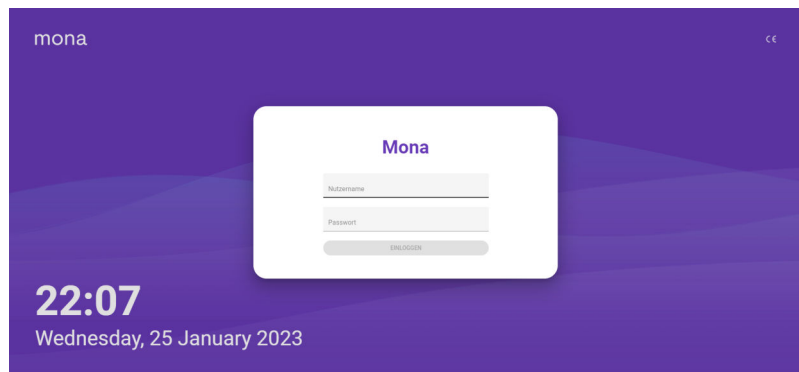 mona
CE
Mona
Nutzername
Passwort
EINLOGGEN
22:07
Wednesday, 25 January 2023